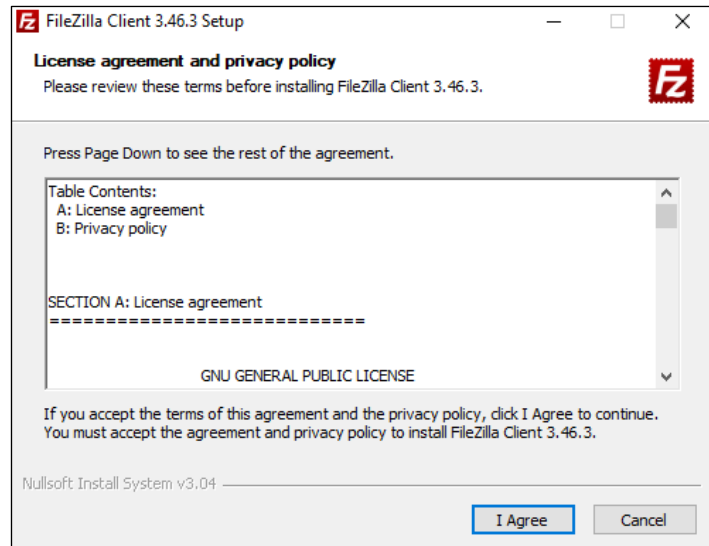 FileZilla Client 3.46.3 Setup
License agreement and privacy policy
Please review these terms before installing FileZilla Client 3.46.3.
Fz
Press Page Down to see the rest of the agreement.
Table Contents:
A: License agreement
B: Privacy policy
SECTION A: License agreement
============================
GNU GENERAL PUBLIC LICENSE
If you accept the terms of this agreement and the privacy policy, click I Agree to continue.
You must accept the agreement and privacy policy to install FileZilla Client 3.46.3.
Nullsoft Install System v3.04
I Agree
Cancel